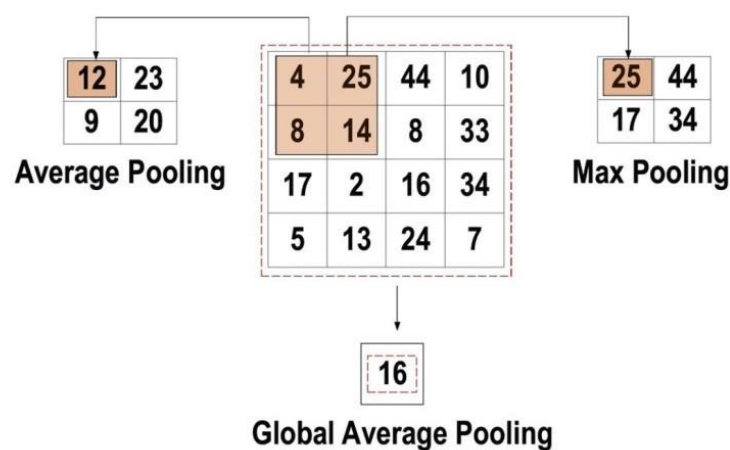 12 23
9 20
Average Pooling
4 25 44 10
8 14 8 33
17 2 16 34
5 13 24 7
25 44
17 34
Max Pooling
16
Global Average Pooling